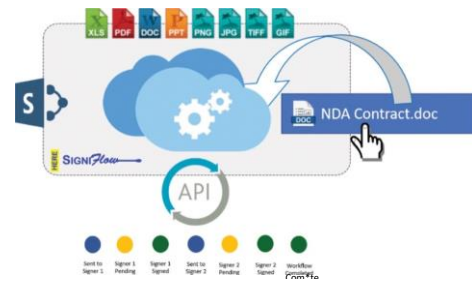 XLS PDF DOC PPT PNG JPG TIFF GIF
S
DOC NDA Contract.doc
HERE SIGNIFlow
API
Sent to Signer 1 Signer 1 Pending Signer 1 Signed Sent to Signer 2 Signer 2 Pending Signer 2 Signed Workflow